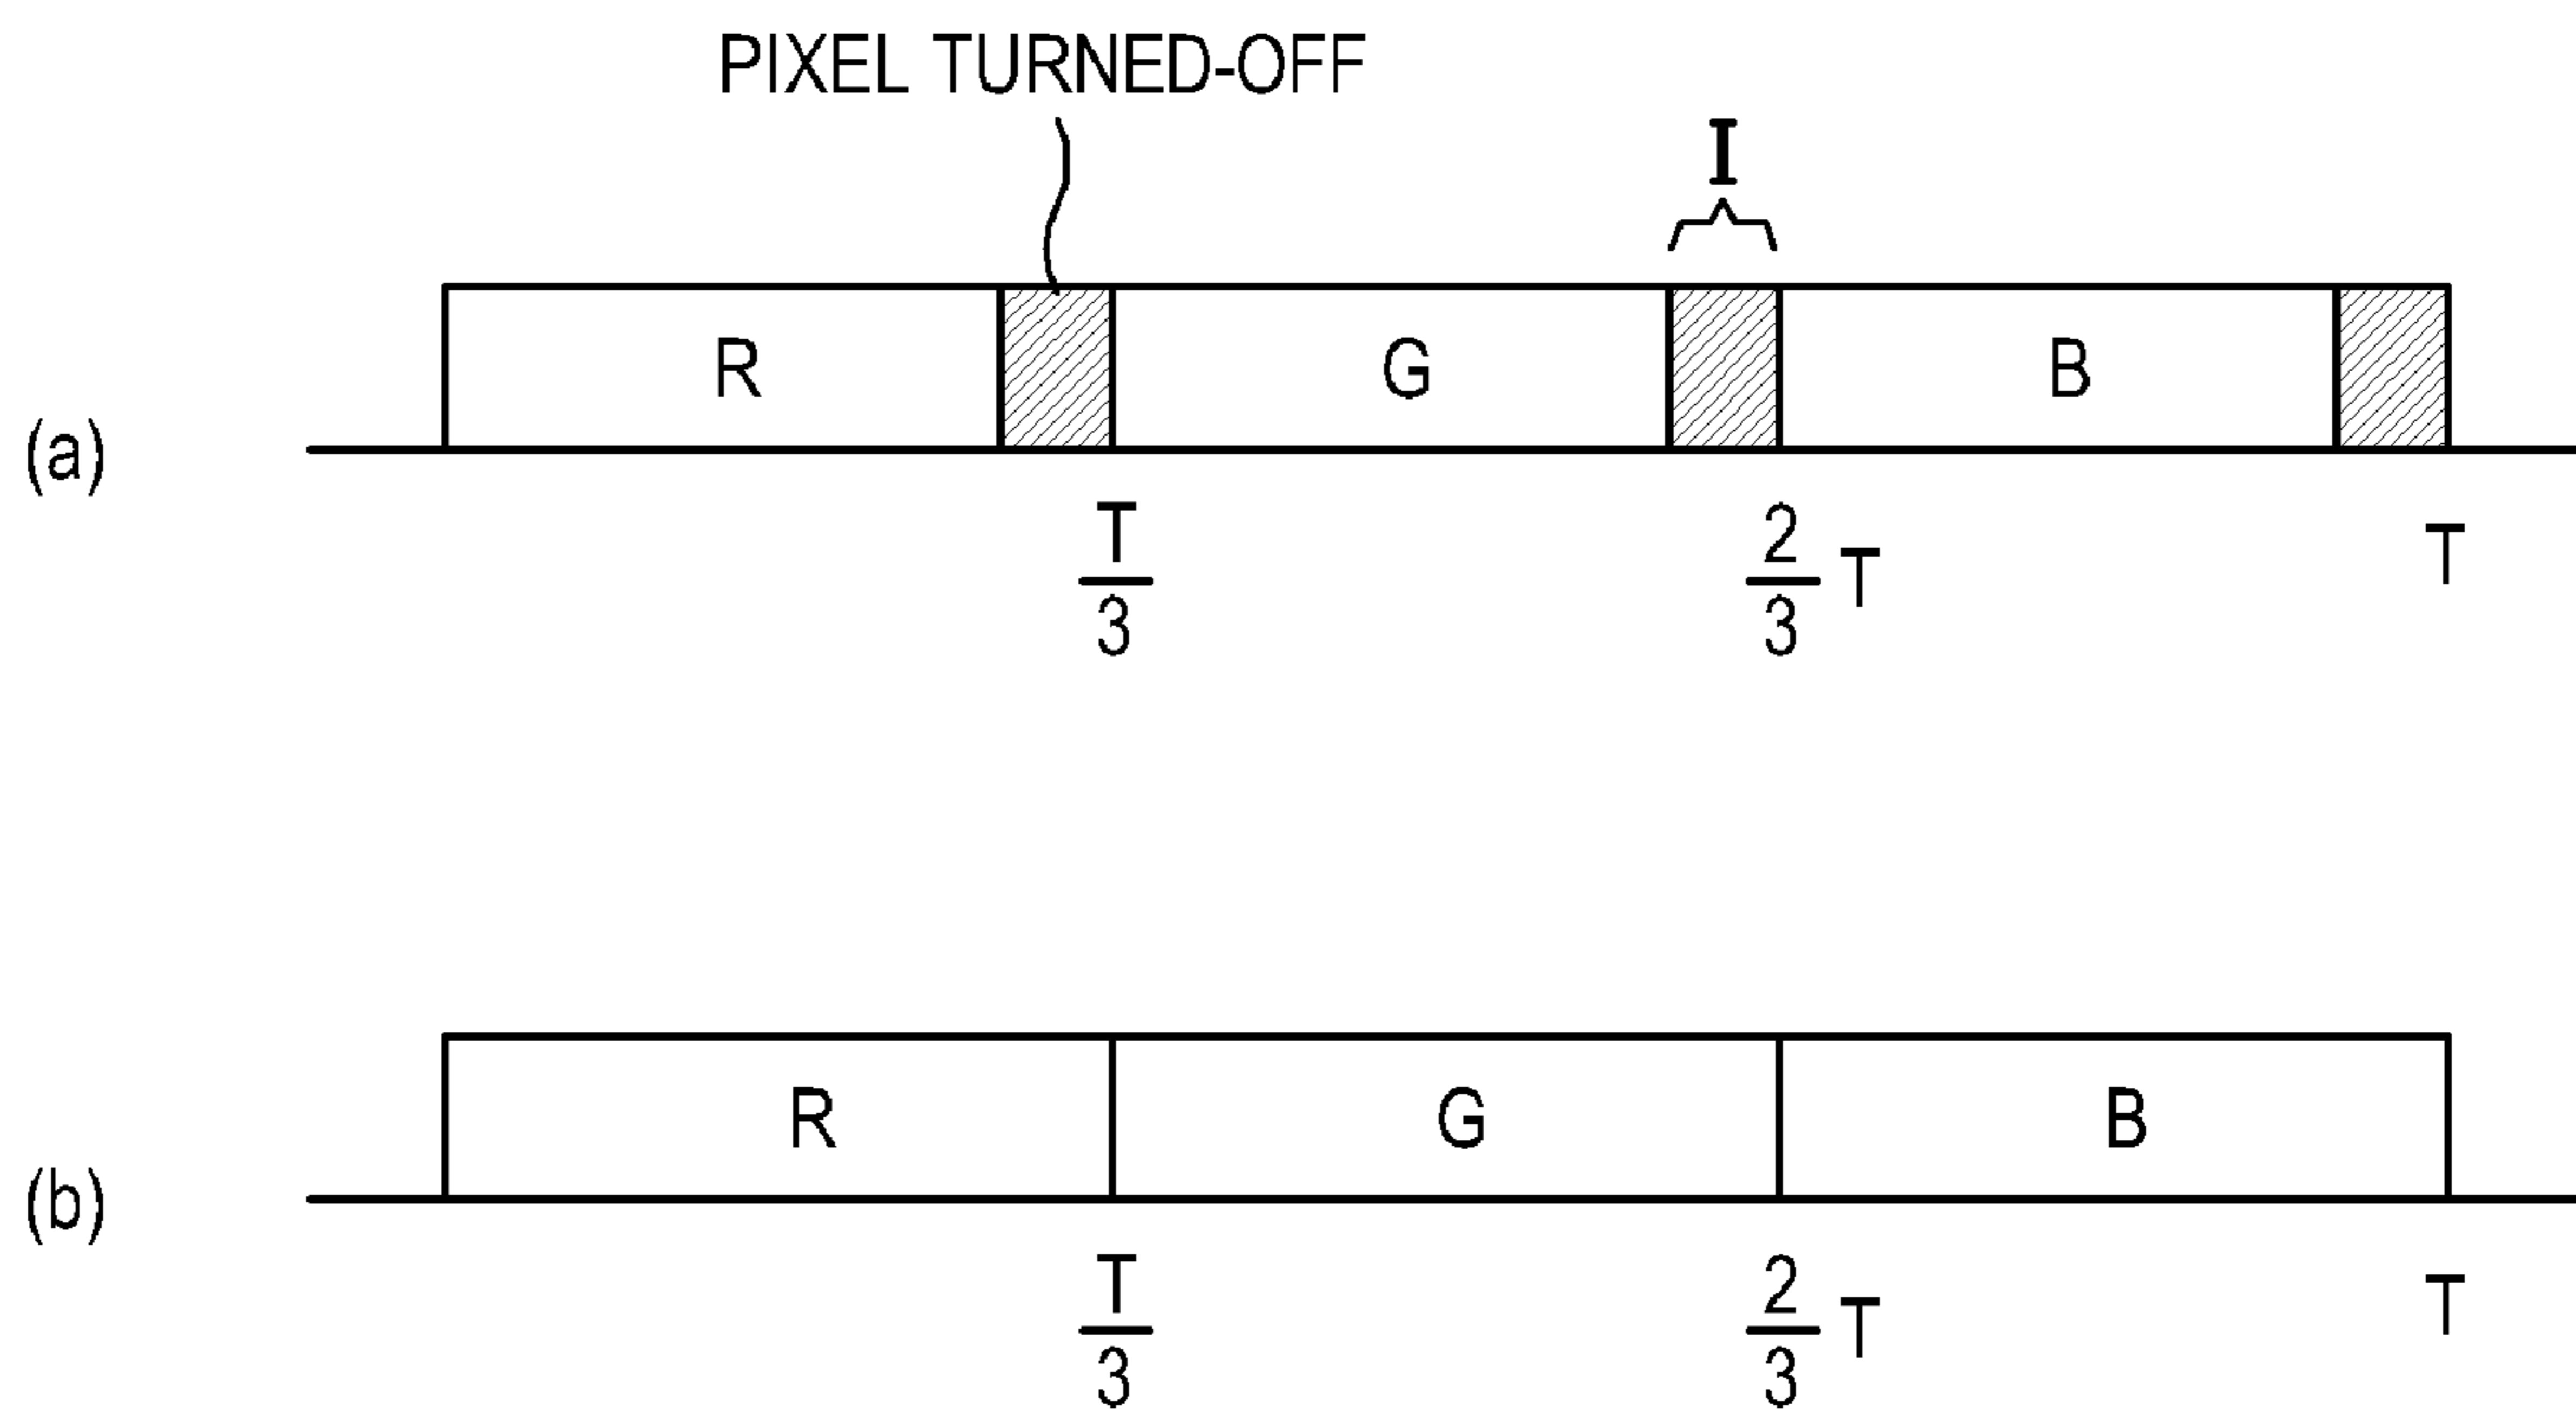 PIXEL TURNED-OFF
I
R G B
(a)
T/3 2/3 T T
R G B
(b)
T/3 2/3 T T